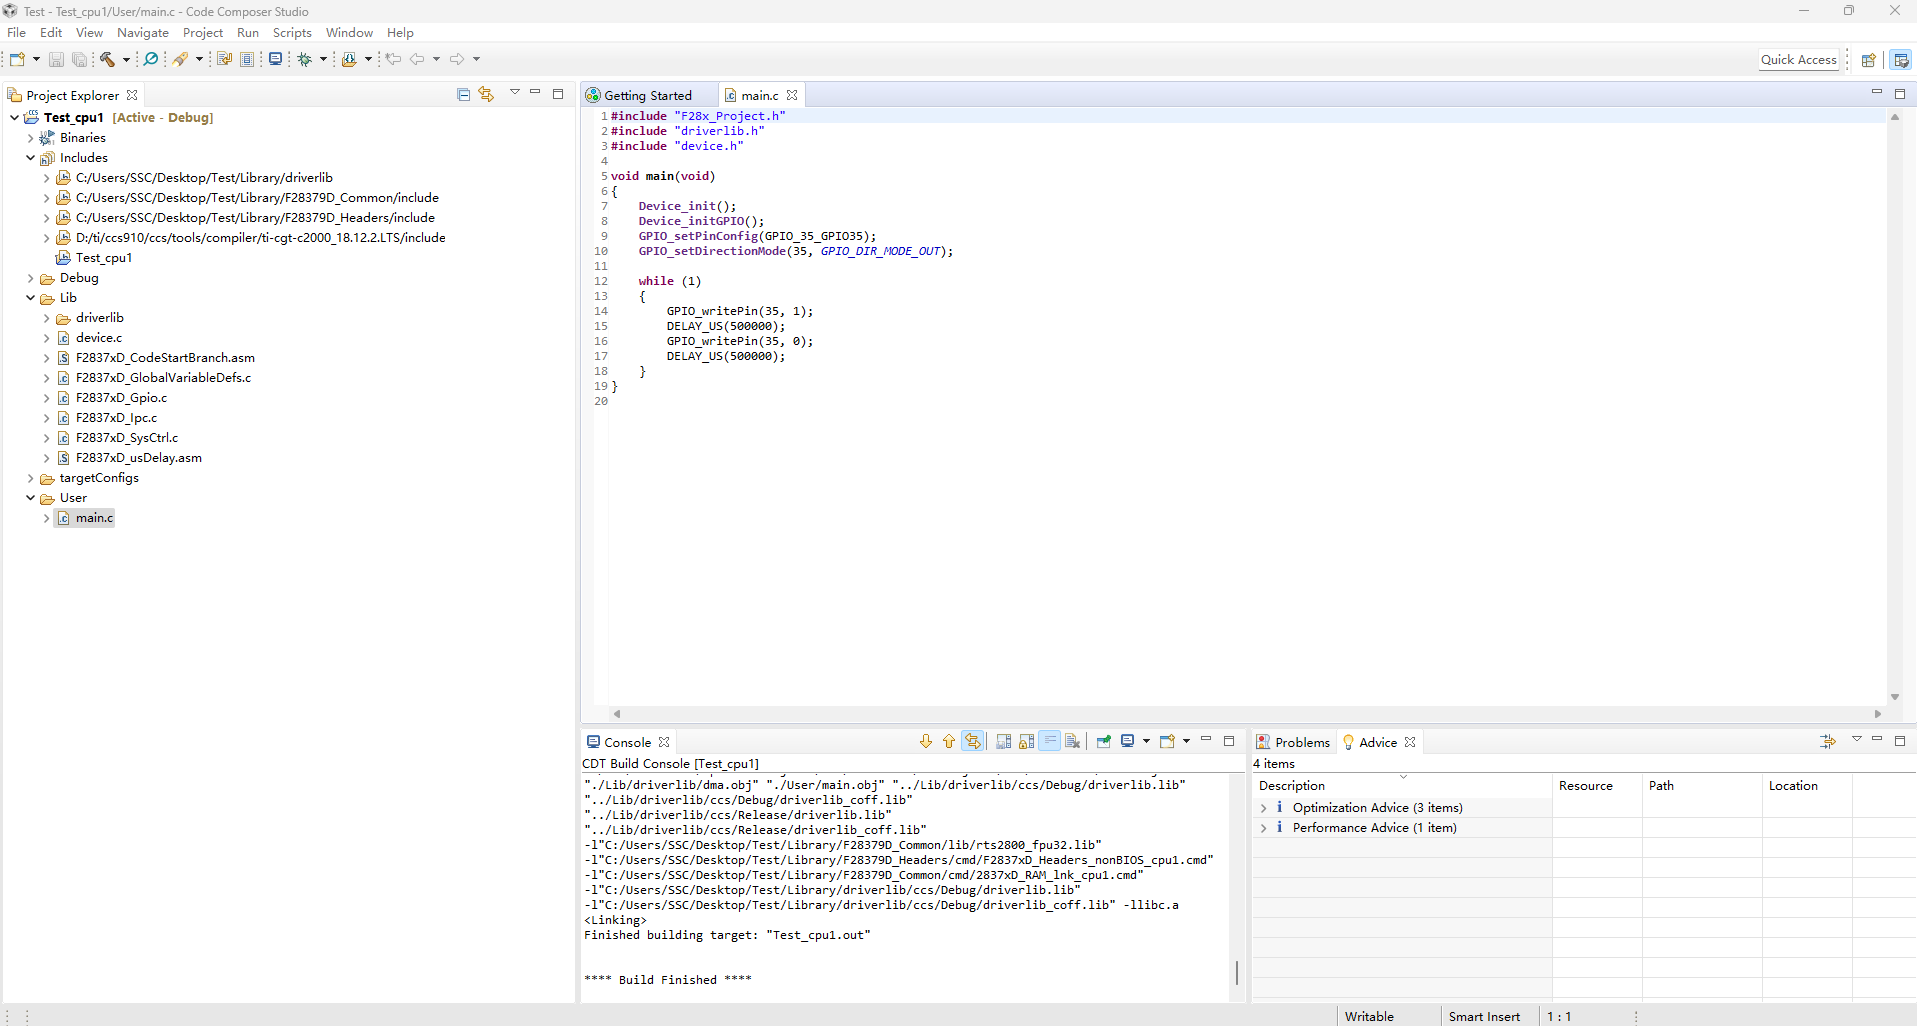 Test - Test_cpu1/User/main.c - Code Composer Studio
File Edit View Navigate Project Run Scripts Window Help
Quick Access
Project Explorer
Test_cpu1 [Active - Debug]
Binaries
Includes
C:/Users/SSC/Desktop/Test/Library/driverlib
C:/Users/SSC/Desktop/Test/Library/F28379D_Common/include
C:/Users/SSC/Desktop/Test/Library/F28379D_Headers/include
D:/ti/ccs910/ccs/tools/compiler/ti-cgt-c2000_18.12.2.LTS/include
Test_cpu1
Debug
Lib
driverlib
device.c
F2837xD_CodeStartBranch.asm
F2837xD_GlobalVariableDefs.c
F2837xD_Gpio.c
F2837xD_Ipc.c
F2837xD_SysCtrl.c
F2837xD_usDelay.asm
targetConfigs
User
main.c
Getting Started main.c
1 #include "F28x_Project.h"
2 #include "driverlib.h"
3 #include "device.h"
4
5 void main(void)
6 {
7 Device_init();
8 Device_initGPIO();
9 GPIO_setPinConfig(GPIO_35_GPIO35);
10 GPIO_setDirectionMode(35, GPIO_DIR_MODE_OUT);
11
12 while (1)
13 {
14 GPIO_writePin(35, 1);
15 DELAY_US(500000);
16 GPIO_writePin(35, 0);
17 DELAY_US(500000);
18 }
19 }
20
Console
CDT Build Console [Test_cpu1]
"./Lib/driverlib/dma.obj" "./User/main.obj" "../Lib/driverlib/ccs/Debug/driverlib.lib"
"../Lib/driverlib/ccs/Debug/driverlib_coff.lib"
"../Lib/driverlib/ccs/Release/driverlib.lib"
"../Lib/driverlib/ccs/Release/driverlib_coff.lib"
-l"C:/Users/SSC/Desktop/Test/Library/F28379D_Common/lib/rts2800_fpu32.lib"
-l"C:/Users/SSC/Desktop/Test/Library/F28379D_Headers/cmd/F2837xD_Headers_nonBIOS_cpu1.cmd"
-l"C:/Users/SSC/Desktop/Test/Library/F28379D_Common/cmd/2837xD_RAM_lnk_cpu1.cmd"
-l"C:/Users/SSC/Desktop/Test/Library/driverlib/ccs/Debug/driverlib.lib"
-l"C:/Users/SSC/Desktop/Test/Library/driverlib/ccs/Debug/driverlib_coff.lib" -llibc.a
<Linking>
Finished building target: "Test_cpu1.out"
**** Build Finished ****
Problems Advice
4 items
Description Resource Path Location
Optimization Advice (3 items)
Performance Advice (1 item)
Writable Smart Insert 1 : 1